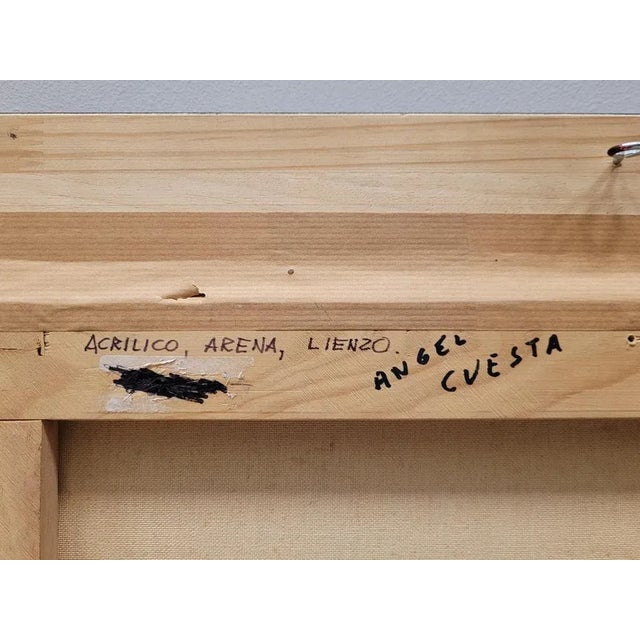 ACRILICO, ARENA, LIENZO.
ANGEL
CUESTA